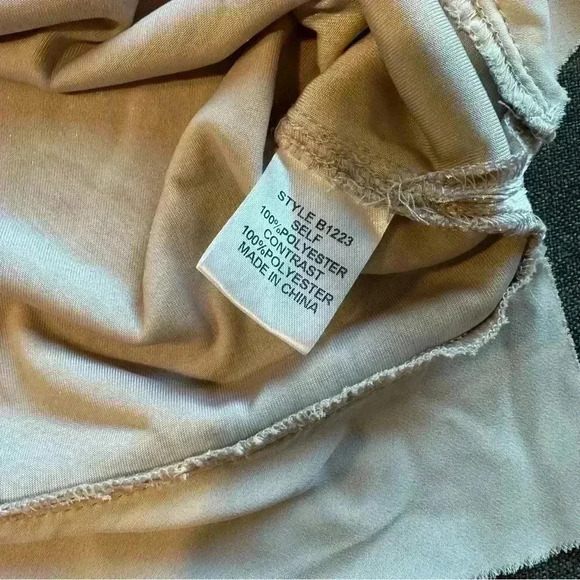 STYLE B1223
SELF
100%POLYESTER
CONTRAST
100%POLYESTER
MADE IN CHINA